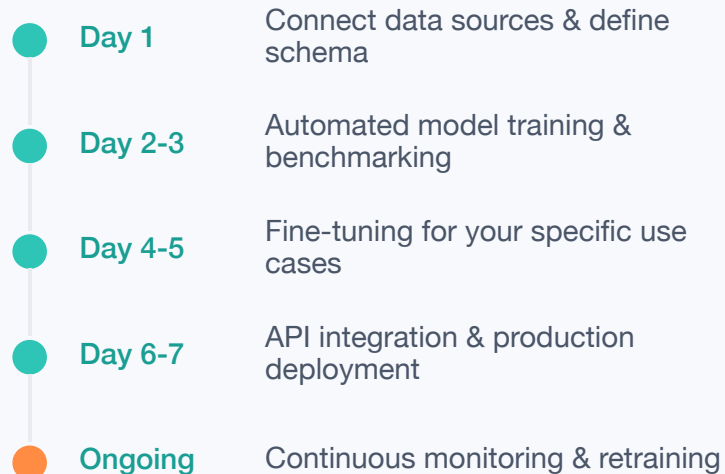 Day 1
Connect data sources & define
schema
Day 2-3
Automated model training &
benchmarking
Day 4-5
Fine-tuning for your specific use
cases
Day 6-7
API integration & production
deployment
Ongoing
Continuous monitoring & retraining